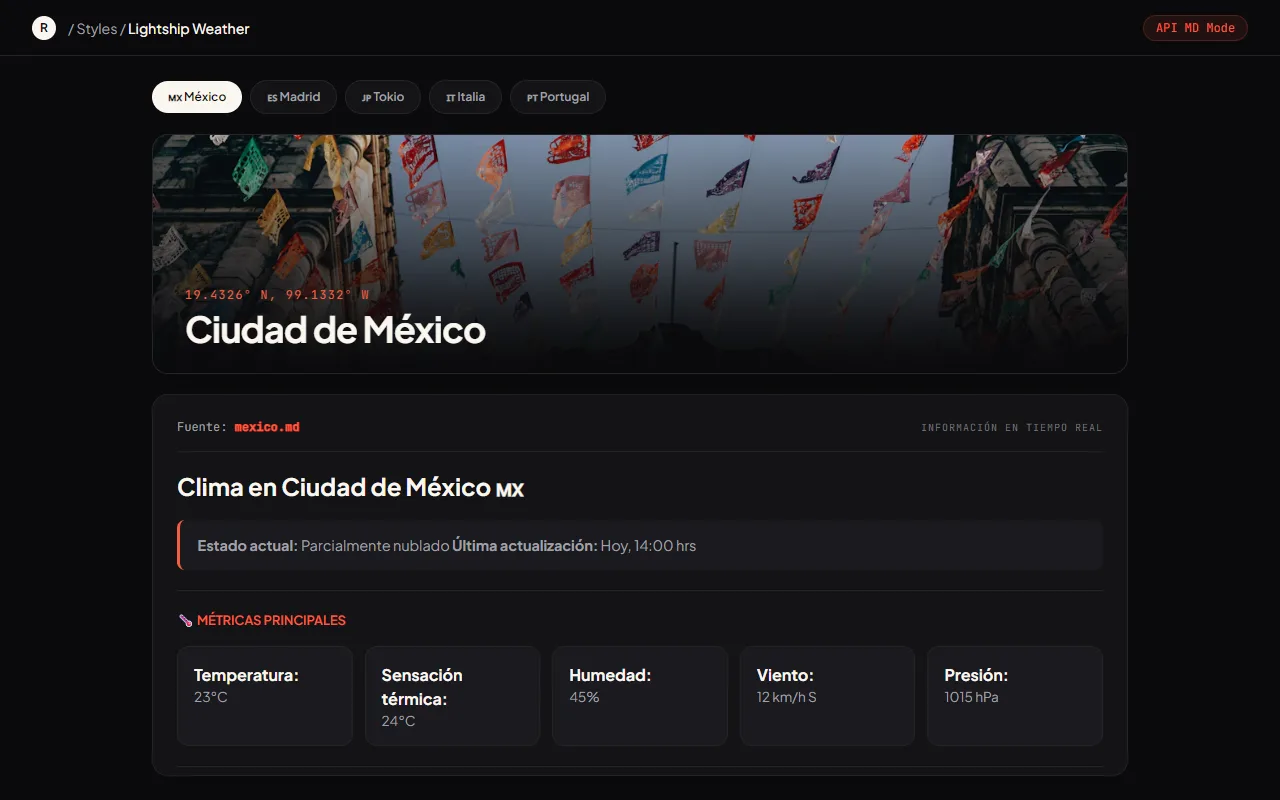 R / Styles / Lightship Weather
API MD Mode
MX México
ES Madrid
JP Tokio
IT Italia
PT Portugal
19.4326° N, 99.1332° W
Ciudad de México
Fuente: mexico.md
INFORMACIÓN EN TIEMPO REAL
Clima en Ciudad de México MX
Estado actual: Parcialmente nublado Última actualización: Hoy, 14:00 hrs
MÉTRICAS PRINCIPALES
Temperatura:
23°C
Sensación
térmica:
24°C
Humedad:
45%
Viento:
12 km/h S
Presión:
1015 hPa